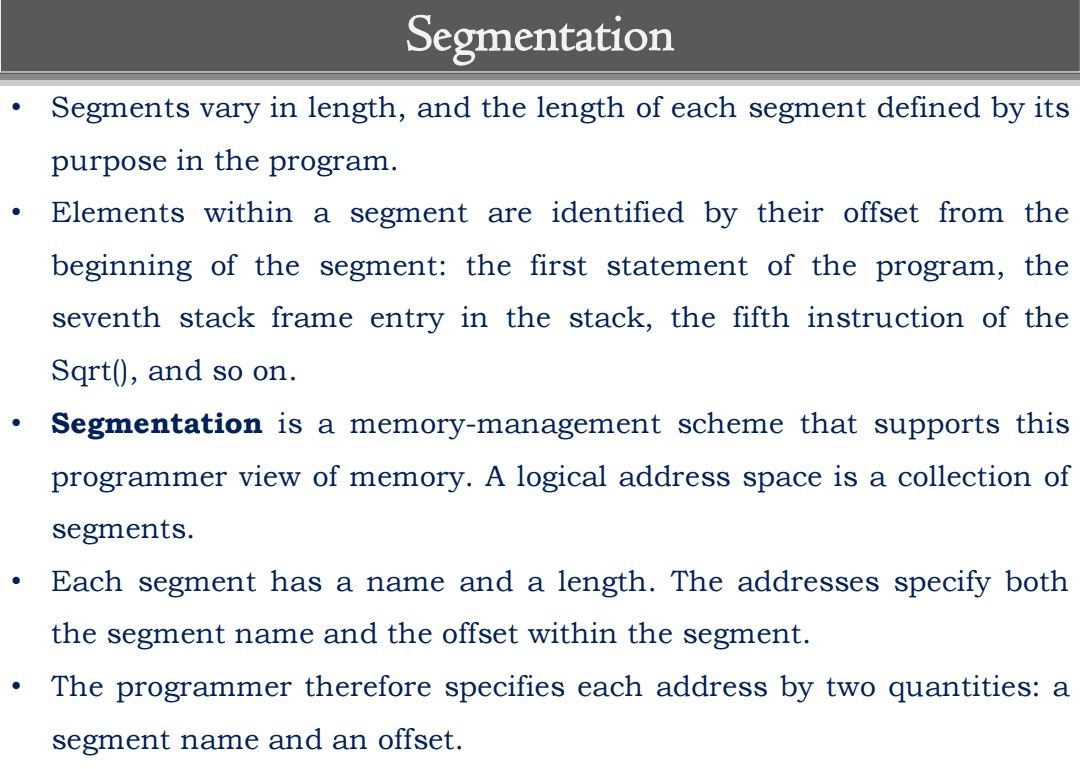 Segmentation
• Segments vary in length, and the length of each segment defined by its
purpose in the program.
• Elements within a segment are identified by their offset from the
beginning of the segment: the first statement of the program, the
seventh stack frame entry in the stack, the fifth instruction of the
Sqrt(), and so on.
• Segmentation is a memory-management scheme that supports this
programmer view of memory. A logical address space is a collection of
segments.
• Each segment has a name and a length. The addresses specify both
the segment name and the offset within the segment.
• The programmer therefore specifies each address by two quantities: a
segment name and an offset.